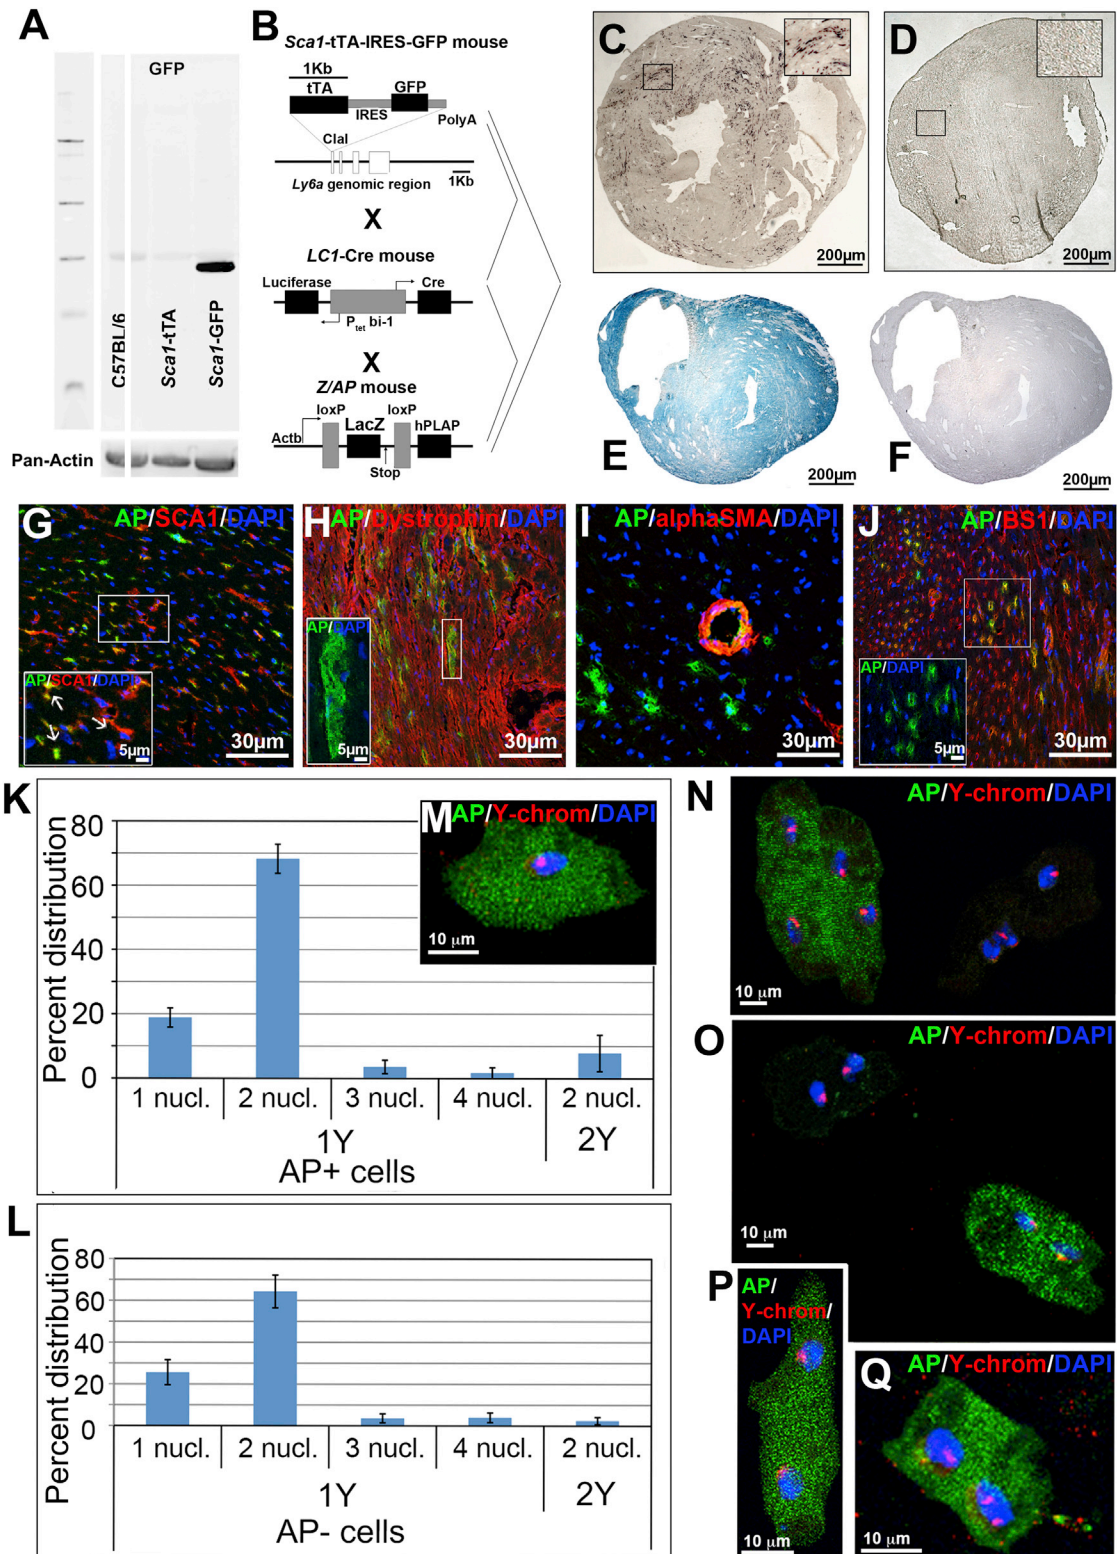 A
GFP
C57BL/6
Sca1-tTA
Sca1-GFP
Pan-Actin
B
Sca1-tTA-IRES-GFP mouse
1Kb
tTA
GFP
IRES
PolyA
ClaI
Ly6a genomic region
1Kb
X
LC1-Cre mouse
Luciferase
Cre
Ptet bi-1
X
Z/AP mouse
loxP
loxP
Actb
LacZ
hPLAP
Stop
C
200µm
D
200µm
E
200µm
F
200µm
G
AP/SCA1/DAPI
AP/SCA1/DAPI
5µm
30µm
H
AP/Dystrophin/DAPI
AP/DAPI
5µm
30µm
I
AP/alphaSMA/DAPI
30µm
J
AP/BS1/DAPI
AP/DAPI
5µm
30µm
K
Percent distribution
80
60
40
20
0
1 nucl.
2 nucl.
3 nucl.
4 nucl.
2 nucl.
1Y
2Y
AP+ cells
M
AP/Y-chrom/DAPI
10 µm
L
Percent distribution
80
60
40
20
0
1 nucl.
2 nucl.
3 nucl.
4 nucl.
2 nucl.
1Y
2Y
AP- cells
N
AP/Y-chrom/DAPI
10 µm
O
AP/Y-chrom/DAPI
10 µm
P
AP/
Y-chrom/
DAPI
10 µm
Q
AP/Y-chrom/DAPI
10 µm